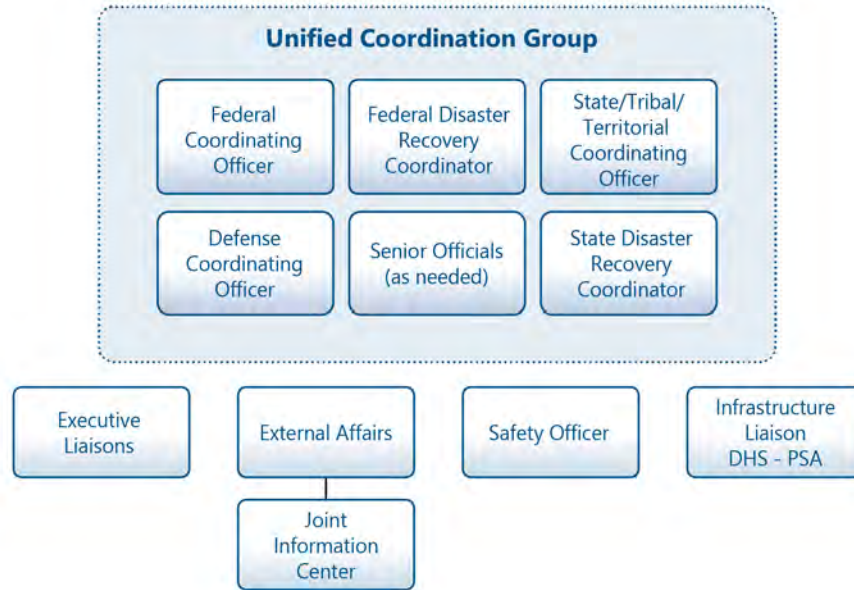 Unified Coordination Group
Federal
Coordinating
Officer
Federal Disaster
Recovery
Coordinator
State/Tribal/
Territorial
Coordinating
Officer
Defense
Coordinating
Officer
Senior Officials
(as needed)
State Disaster
Recovery
Coordinator
Executive
Liaisons
External Affairs
Safety Officer
Infrastructure
Liaison
DHS - PSA
Joint
Information
Center